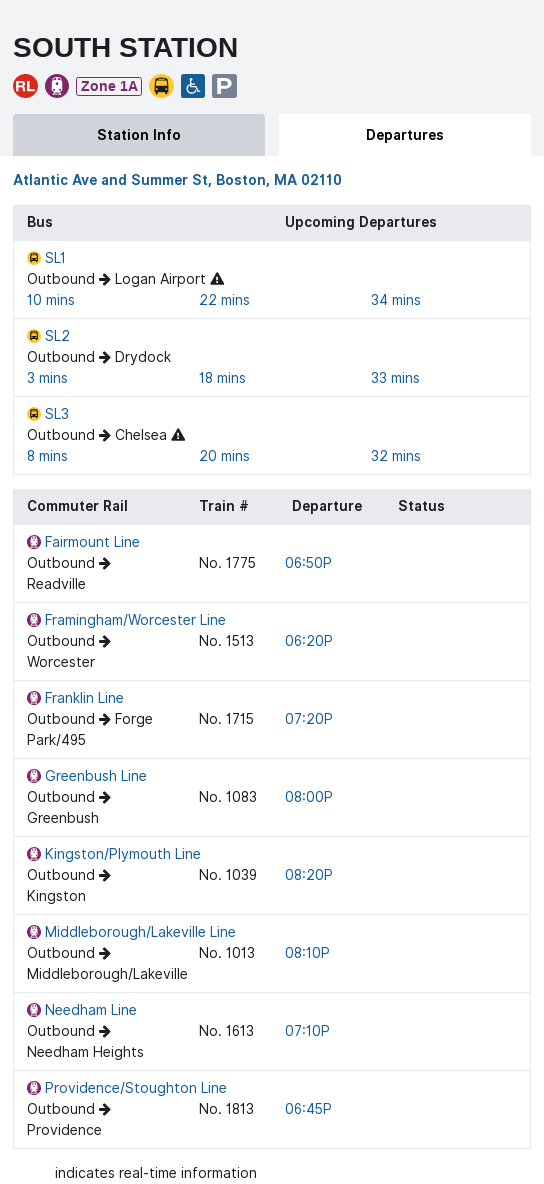 SOUTH STATION
RL Zone 1A P
Station Info Departures
Atlantic Ave and Summer St, Boston, MA 02110
Bus Upcoming Departures
SL1
Outbound Logan Airport
10 mins 22 mins 34 mins
SL2
Outbound Drydock
3 mins 18 mins 33 mins
SL3
Outbound Chelsea
8 mins 20 mins 32 mins
Commuter Rail Train # Departure Status
Fairmount Line
Outbound No. 1775 06:50P
Readville
Framingham/Worcester Line
Outbound No. 1513 06:20P
Worcester
Franklin Line
Outbound Forge No. 1715 07:20P
Park/495
Greenbush Line
Outbound No. 1083 08:00P
Greenbush
Kingston/Plymouth Line
Outbound No. 1039 08:20P
Kingston
Middleborough/Lakeville Line
Outbound No. 1013 08:10P
Middleborough/Lakeville
Needham Line
Outbound No. 1613 07:10P
Needham Heights
Providence/Stoughton Line
Outbound No. 1813 06:45P
Providence
indicates real-time information